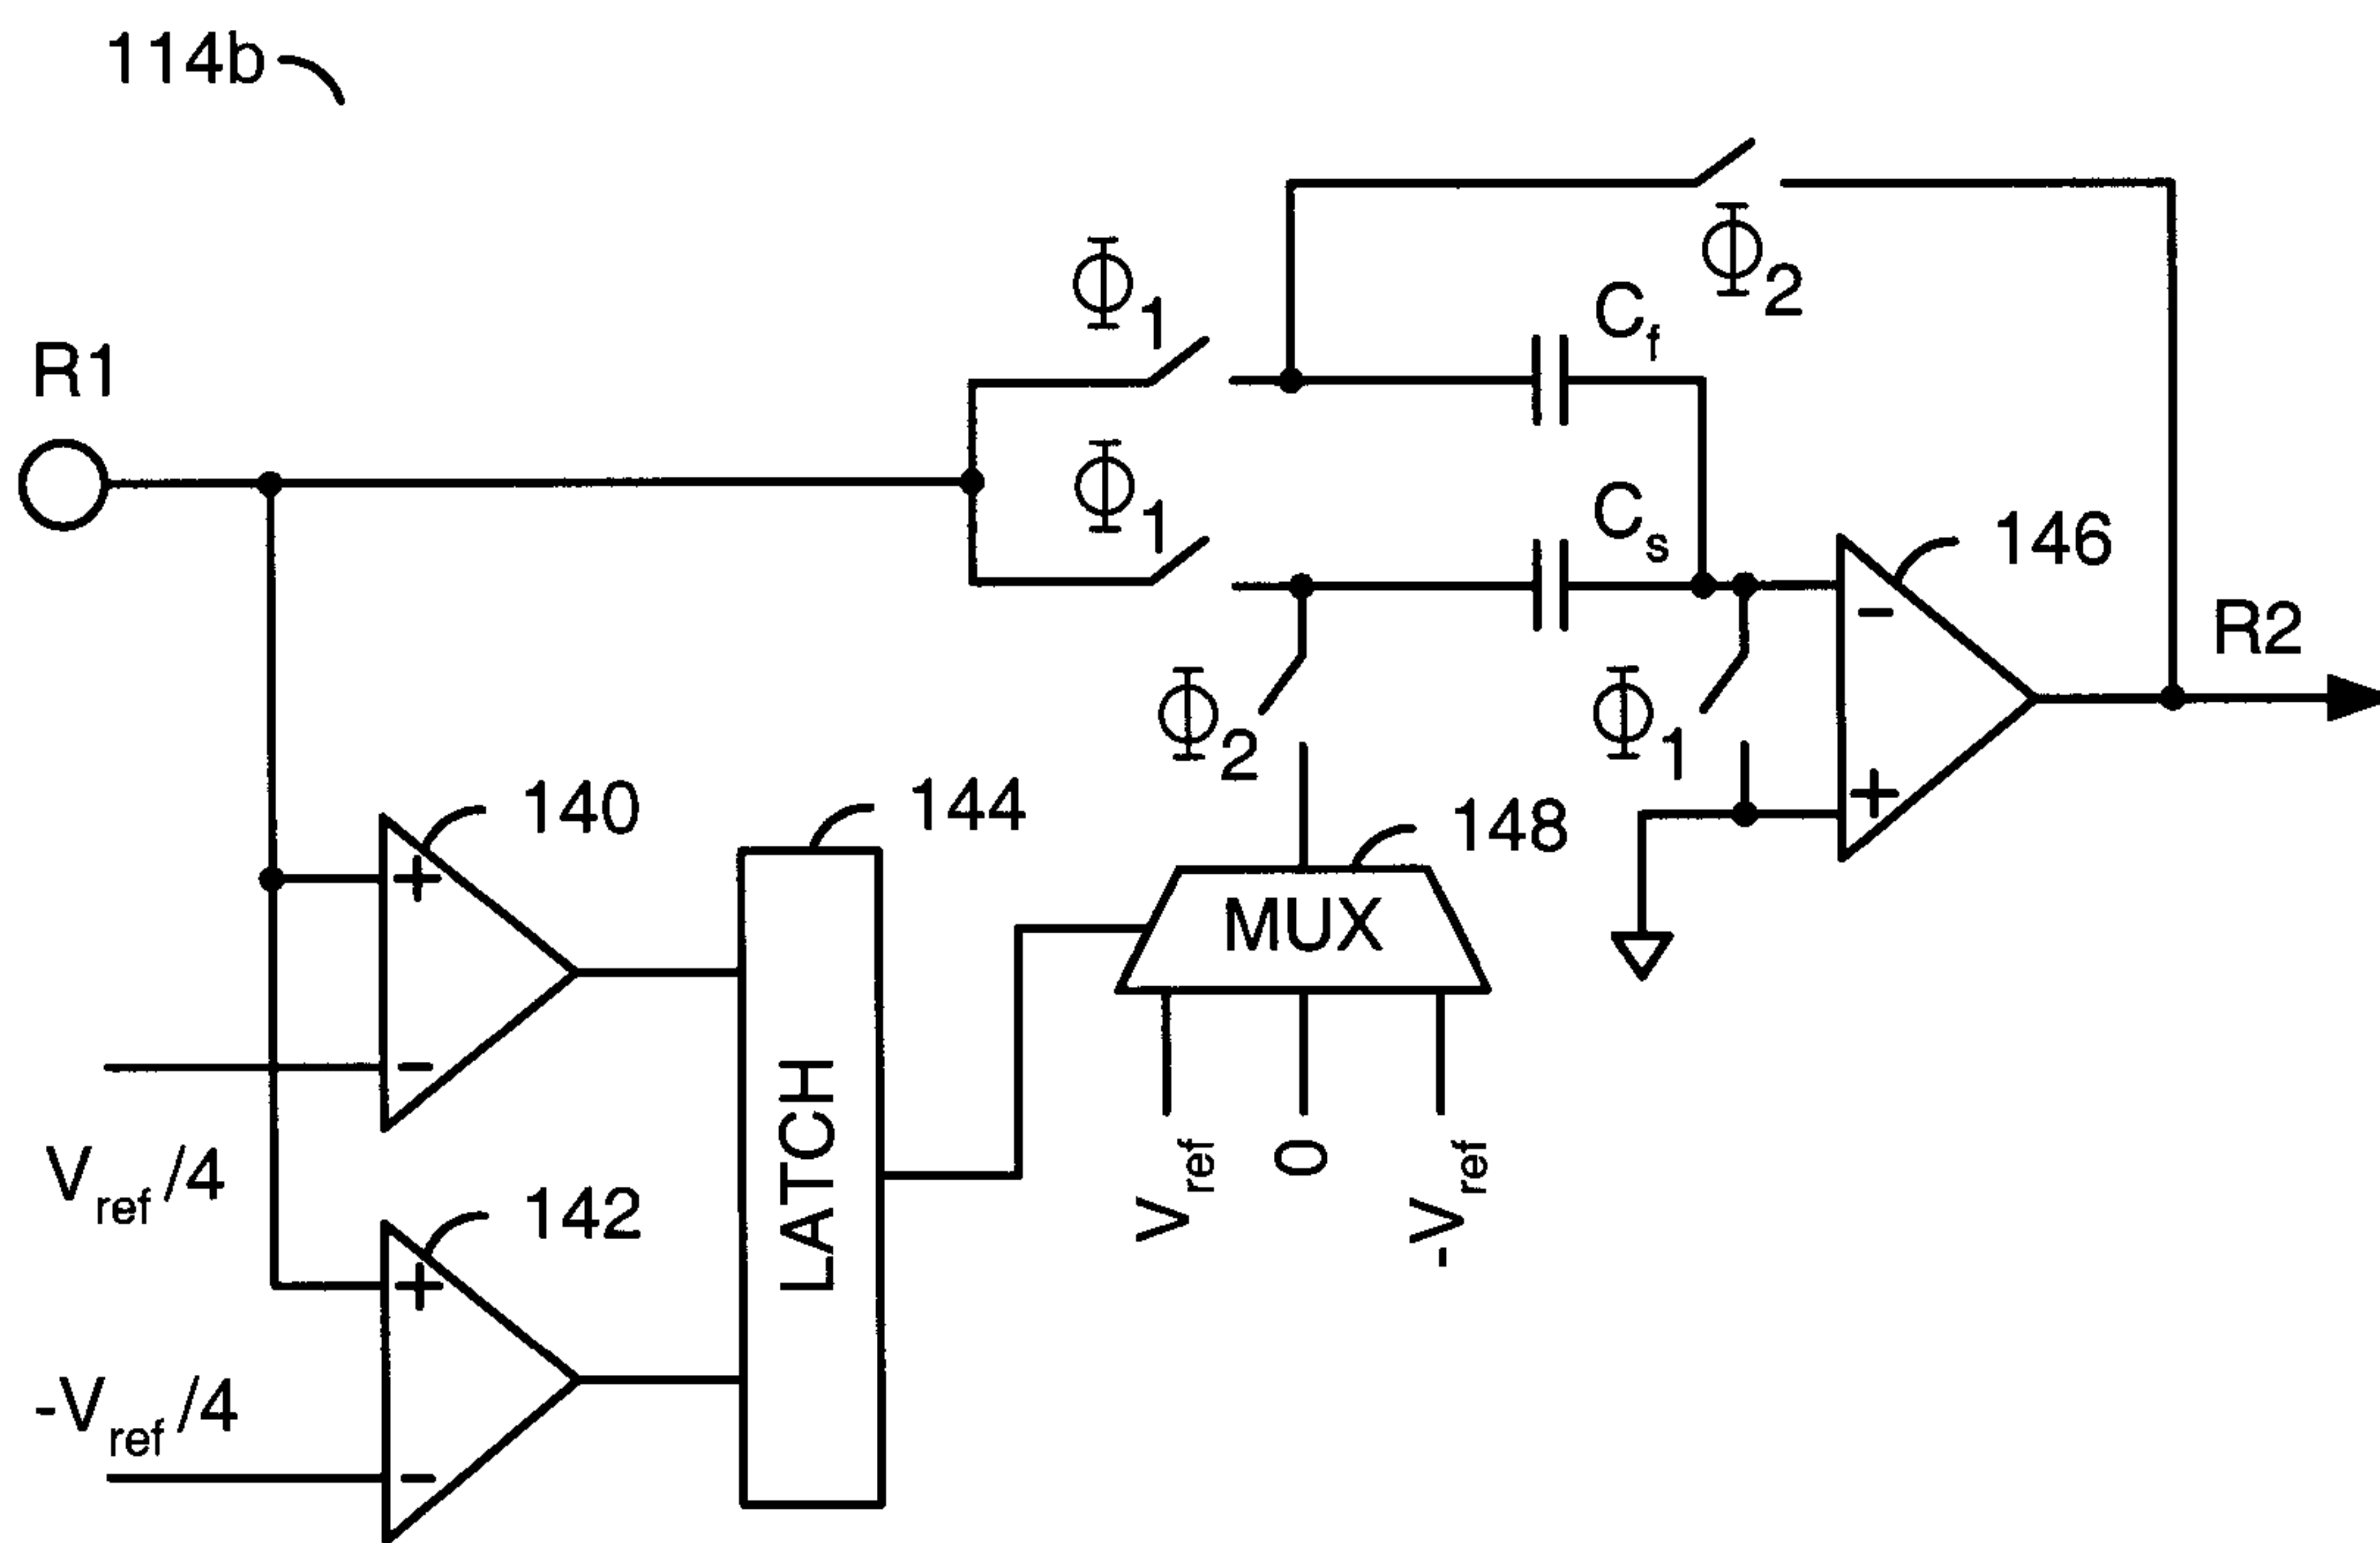 114b
Φ1
Φ2
Cf
R1
Φ1
Cs
146
R2
Φ2
Φ1
140
144
148
+
-
+
-
MUX
Vref/4
LATCH
Vref
0
-Vref
142
+
-Vref/4
-